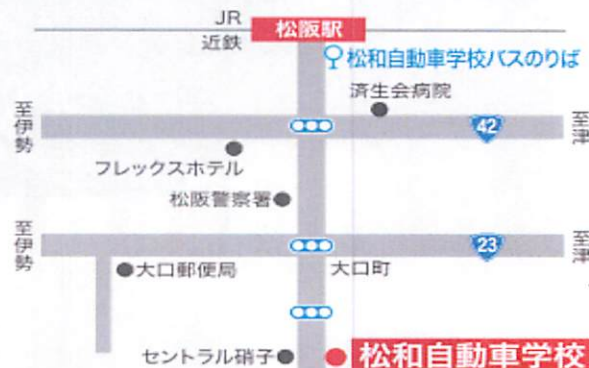 JR
松阪駅
近鉄
松和自動車学校バスのりば
済生会病院
至伊勢
42
至津
フレックスホテル
松阪警察署
至伊勢
23
至津
大口郵便局
大口町
セントラル硝子
松和自動車学校